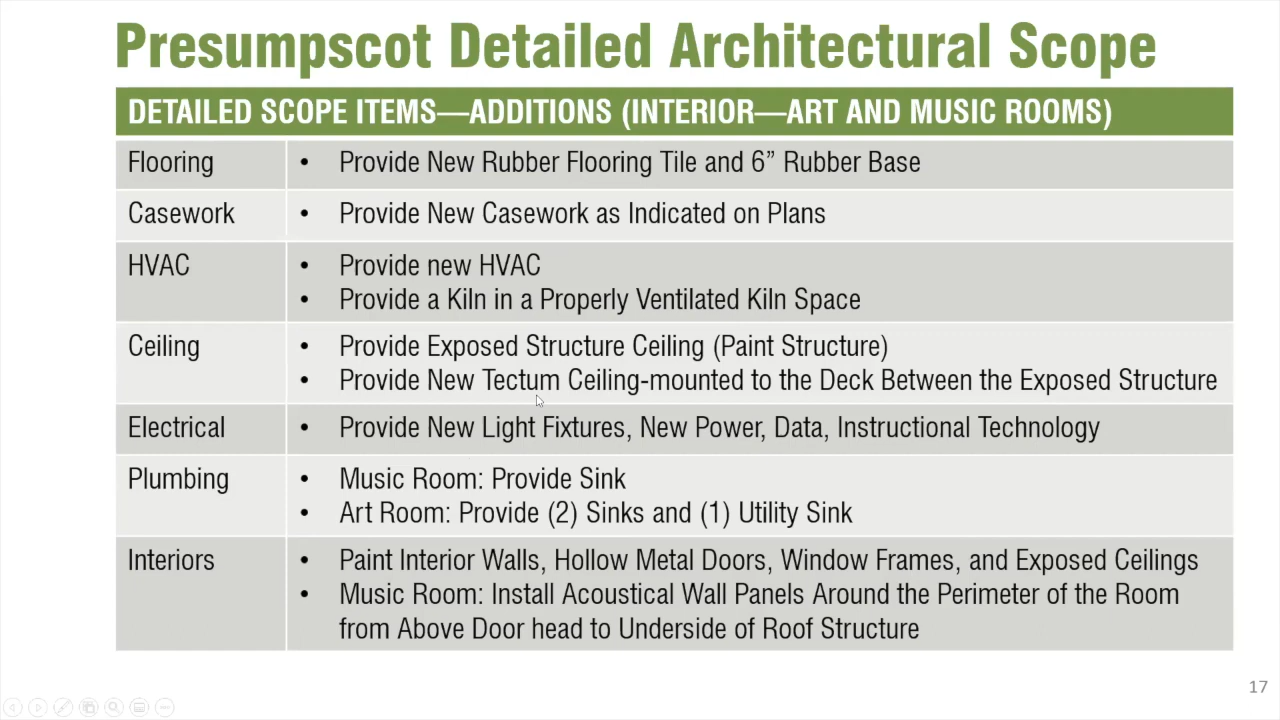 Presumpscot Detailed Architectural Scope
DETAILED SCOPE ITEMS—ADDITIONS (INTERIOR—ART AND MUSIC ROOMS)
Flooring
• Provide New Rubber Flooring Tile and 6” Rubber Base
Casework
• Provide New Casework as Indicated on Plans
HVAC
• Provide new HVAC
• Provide a Kiln in a Properly Ventilated Kiln Space
Ceiling
• Provide Exposed Structure Ceiling (Paint Structure)
• Provide New Tectum Ceiling-mounted to the Deck Between the Exposed Structure
Electrical
• Provide New Light Fixtures, New Power, Data, Instructional Technology
Plumbing
• Music Room: Provide Sink
• Art Room: Provide (2) Sinks and (1) Utility Sink
Interiors
• Paint Interior Walls, Hollow Metal Doors, Window Frames, and Exposed Ceilings
• Music Room: Install Acoustical Wall Panels Around the Perimeter of the Room
from Above Door head to Underside of Roof Structure
17